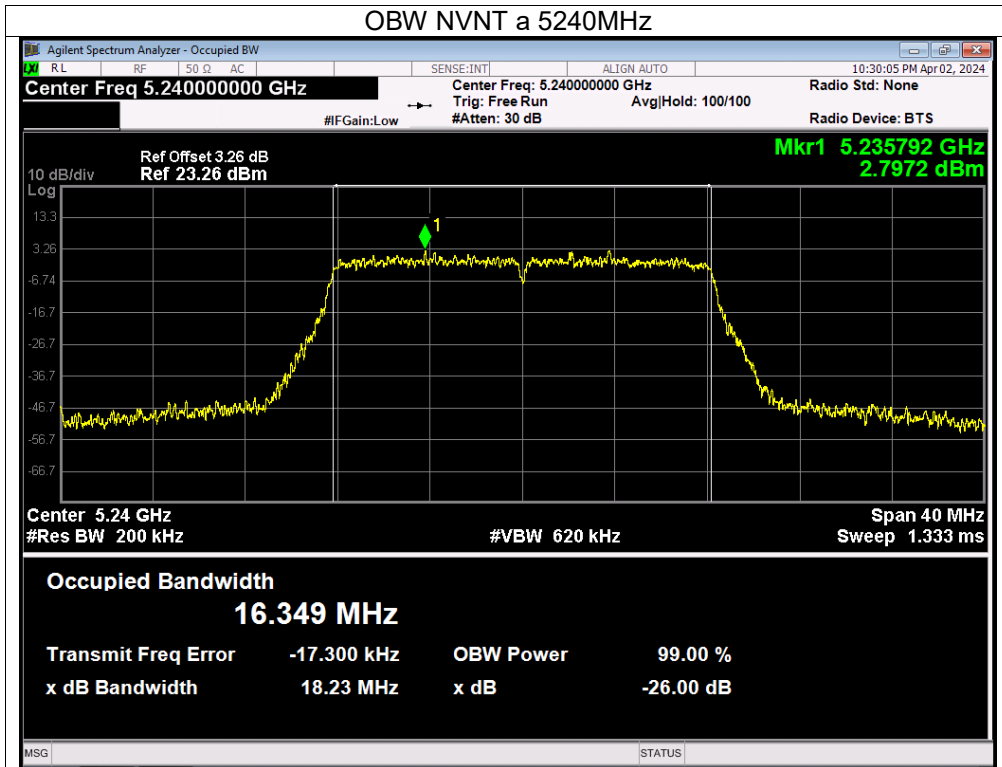 OBW NVNT a 5240MHz
Agilent Spectrum Analyzer - Occupied BW
LXI RL RF 50 Ω AC SENSE:INT ALIGN AUTO 10:30:05 PM Apr 02, 2024
Center Freq 5.240000000 GHz Center Freq: 5.240000000 GHz Radio Std: None
Trig: Free Run Avg|Hold: 100/100
#IFGain:Low #Atten: 30 dB Radio Device: BTS
Mkr1 5.235792 GHz
2.7972 dBm
Ref Offset 3.26 dB
10 dB/div Ref 23.26 dBm
Log
13.3
1
3.26
-6.74
-16.7
-26.7
-36.7
-46.7
-56.7
-66.7
Center 5.24 GHz Span 40 MHz
#Res BW 200 kHz #VBW 620 kHz Sweep 1.333 ms
Occupied Bandwidth
16.349 MHz
Transmit Freq Error -17.300 kHz OBW Power 99.00 %
x dB Bandwidth 18.23 MHz x dB -26.00 dB
MSG STATUS